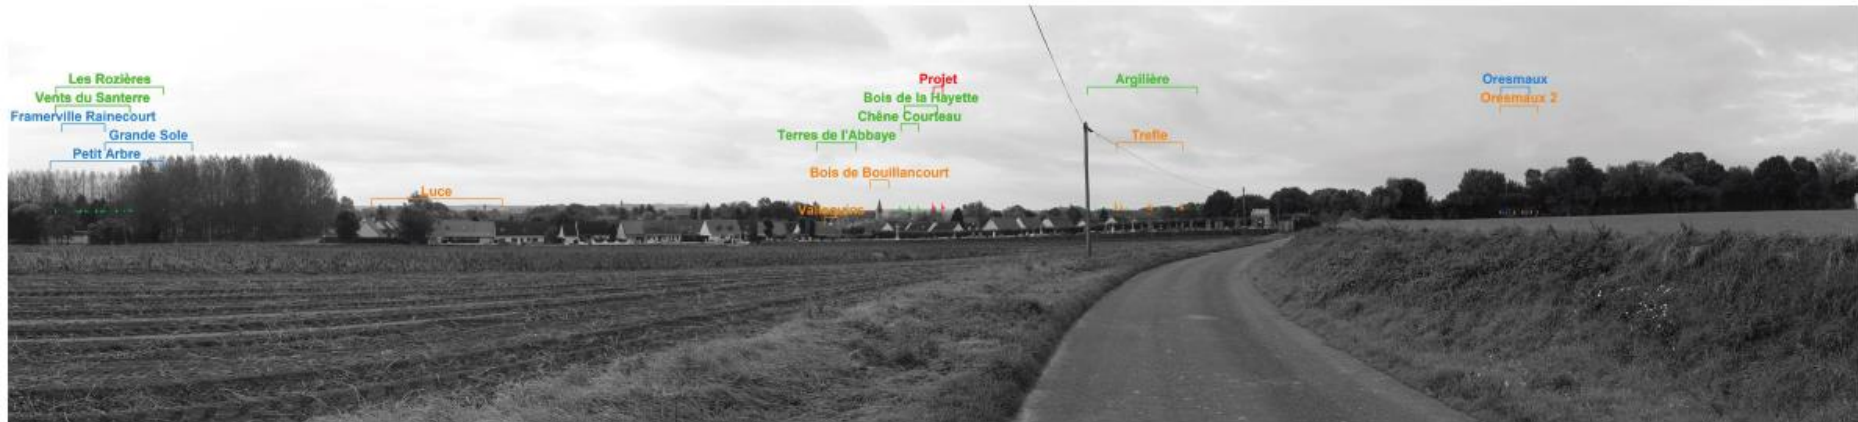 Les Rozières
Vents du Santerre
Framerville Rainecourt
Grande Sole
Petit Arbre
Luce
Projet
Bois de la Hayette
Chêne Courteau
Terres de l'Abbaye
Bois de Bouillancourt
Argilière
Trefle
Oresmaux
Oresmaux 2